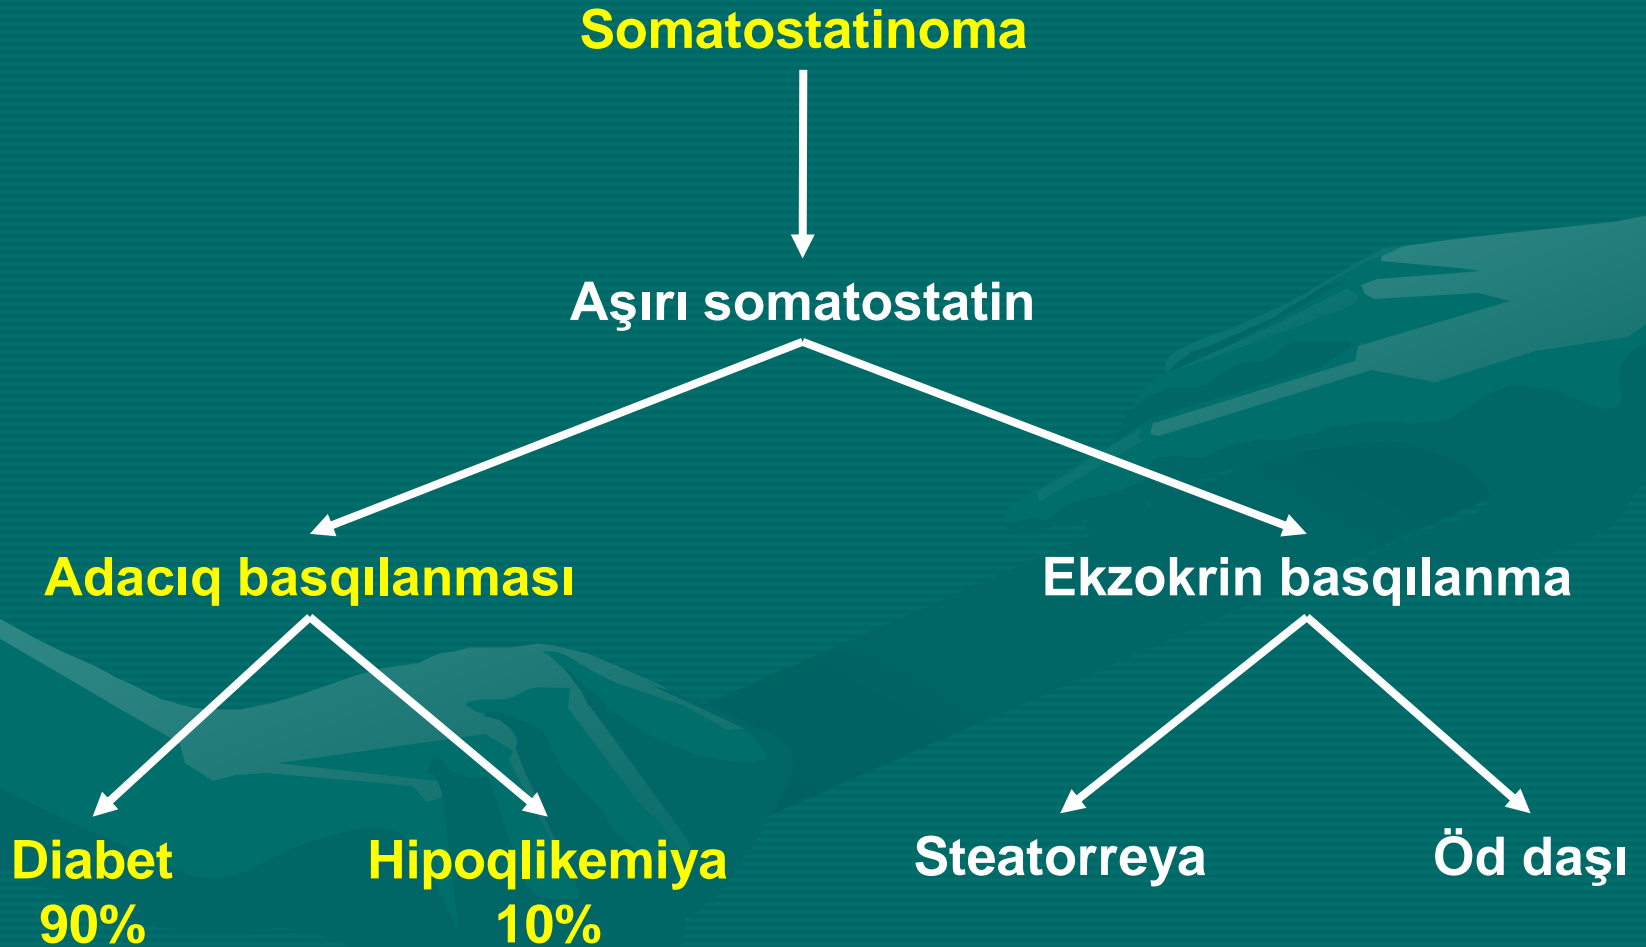 Somatostatinoma
Aşırı somatostatin
Adacıq basqılanması
Ekzokrin basqılanma
Diabet
90%
Hipoqlikemiya
10%
Steatorreya
Öd daşı